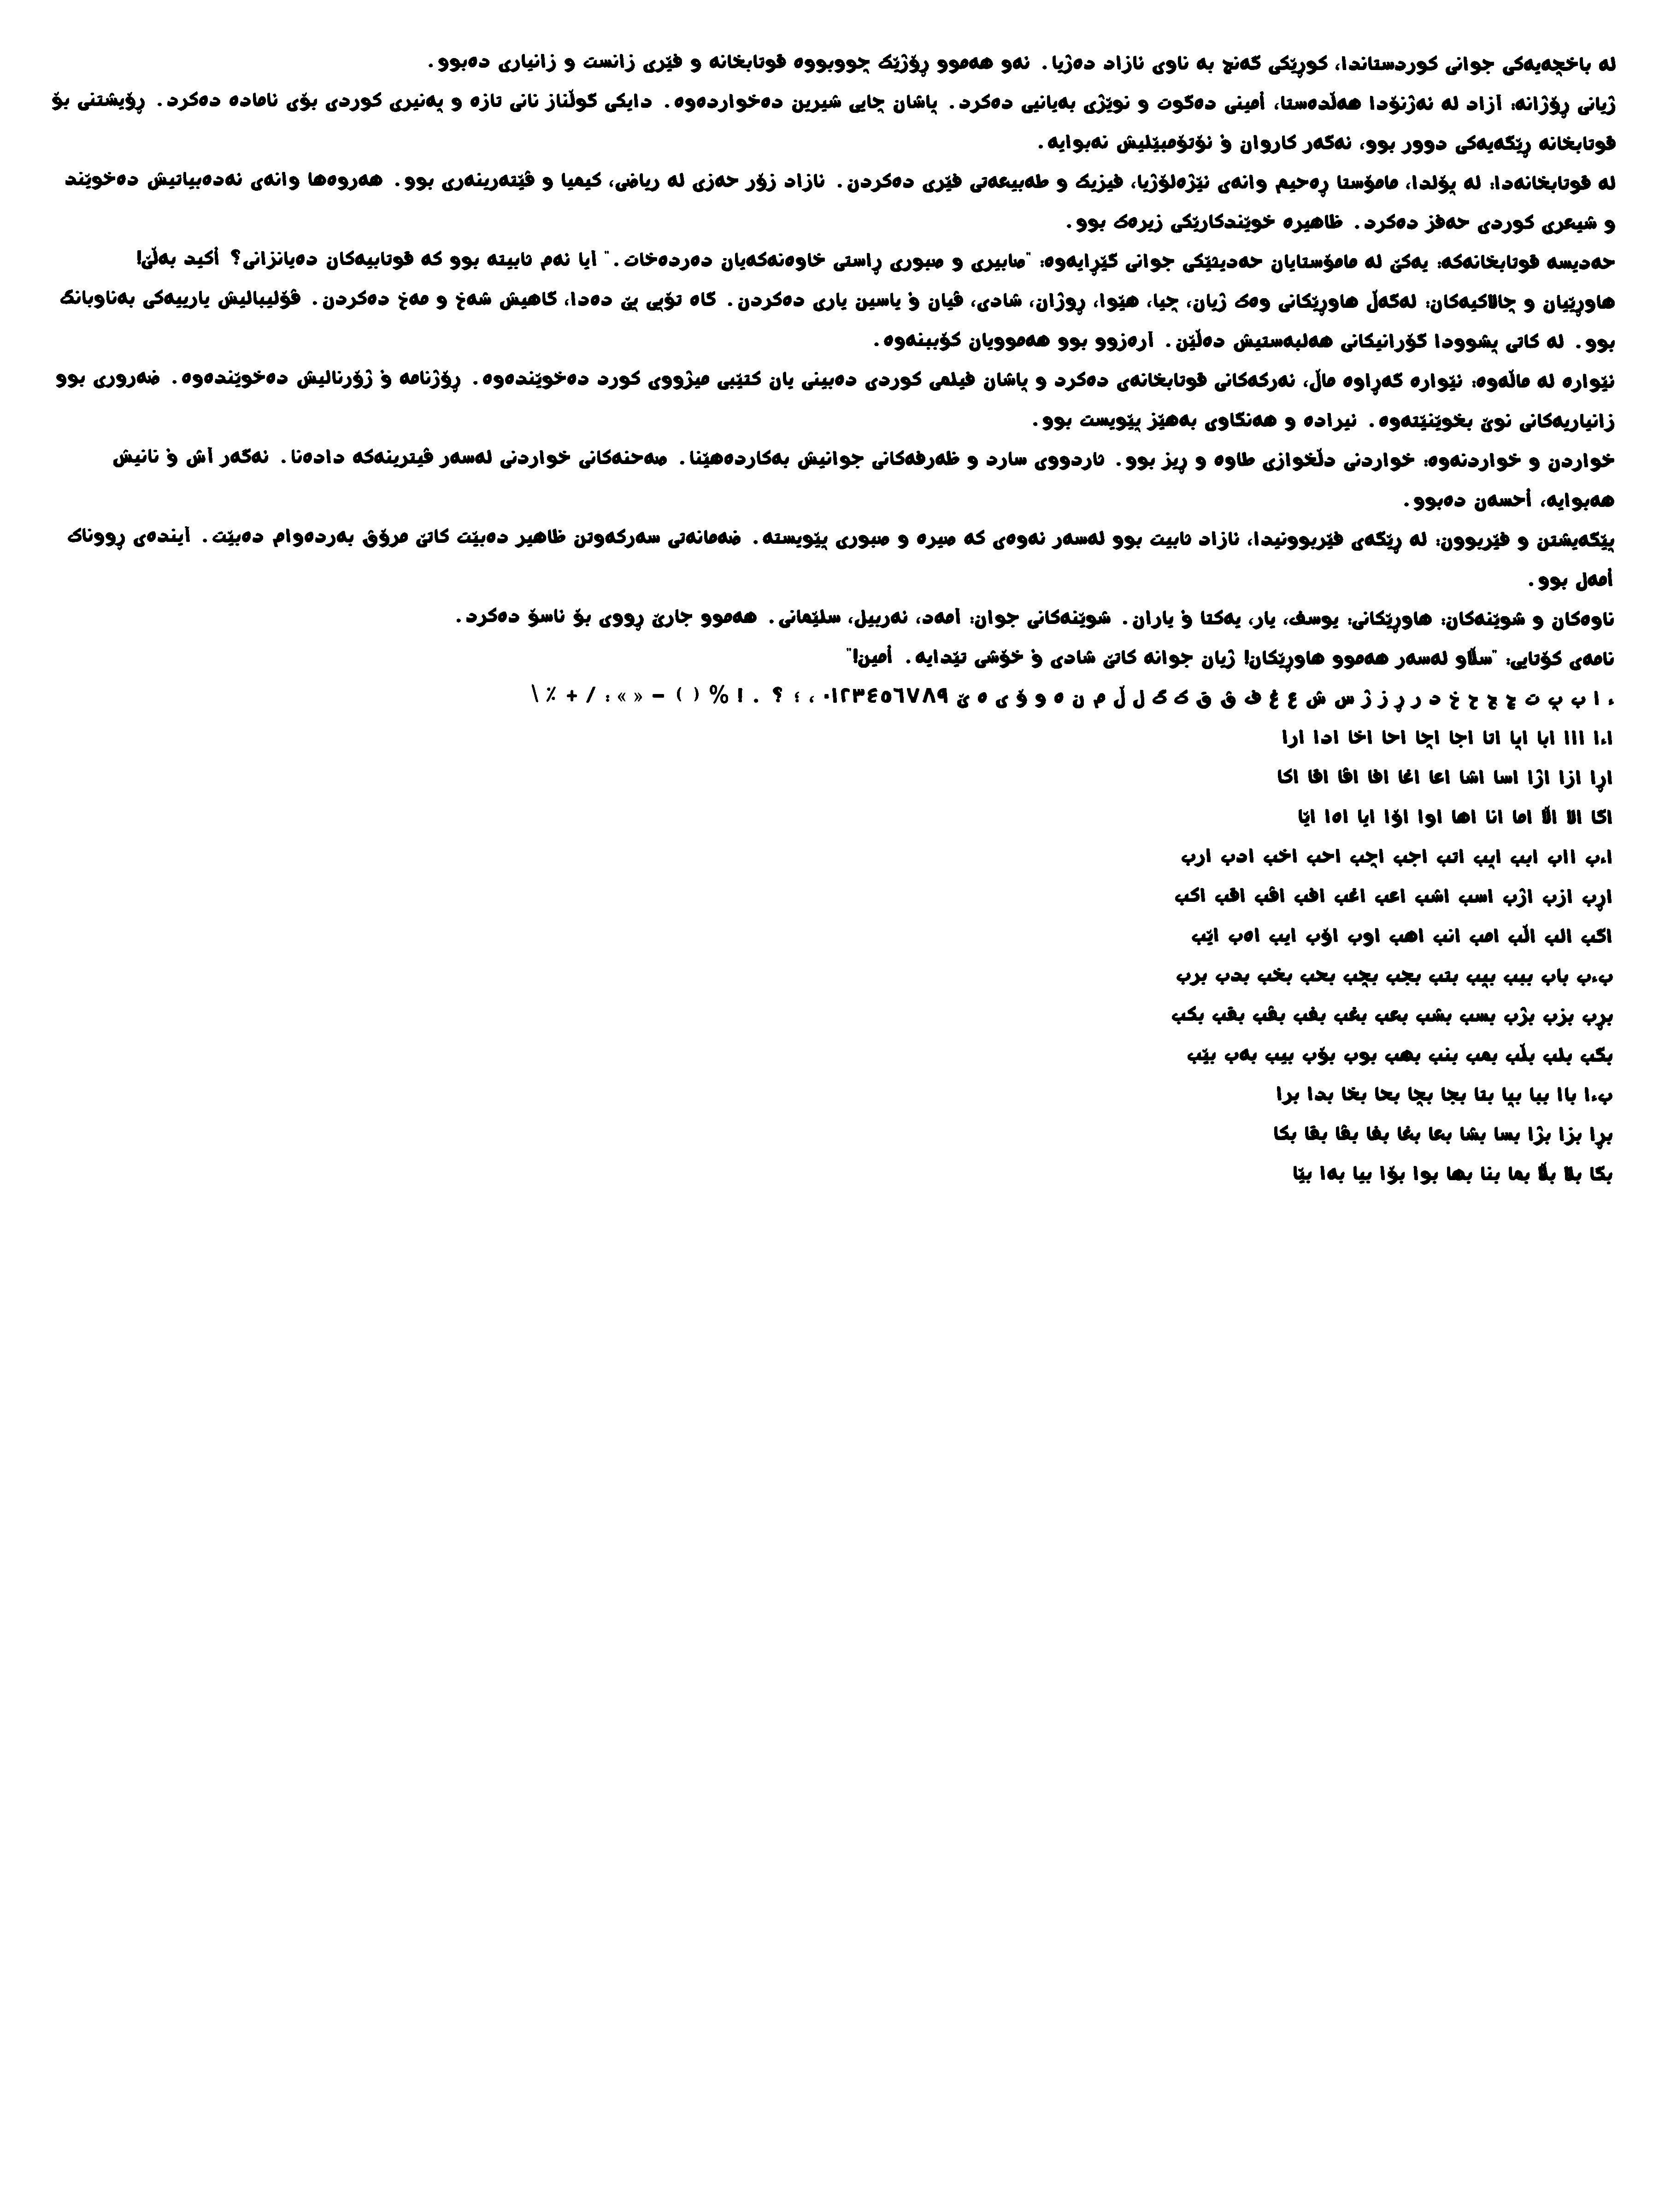 لە باخچەیەکی جوانی کوردستاندا، کوڕێکی گەنج بە ناوی ئازاد دەژیا. ئەو هەموو ڕۆژێک چووبووە قوتابخانە و فێری زانست و زانیاری دەبوو.
ژیانی ڕۆژانە: آزاد لە ئەژنۆدا هەڵدەستا، أمینی دەگوت و نوێژی بەیانیی دەکرد. پاشان چایی شیرین دەخواردەوە. دایکی گوڵناز نانی تازە و پەنیری کوردی بۆی ئامادە دەکرد. ڕۆیشتنی بۆ
قوتابخانە ڕێگەیەکی دوور بوو، ئەگەر کاروان ۋ ئۆتۆمبێلیش نەبوایە.
لە قوتابخانەدا: لە پۆلدا، مامۆستا ڕەحیم وانەی ئێژەلۆژیا، فیزیک و طەبیعەتی فێری دەکردن. ئازاد زۆر حەزی لە ریاضی، کیمیا و ڤێتەرینەری بوو. هەروەها وانەی ئەدەبیاتیش دەخوێند
و شیعری کوردی حەفز دەکرد. ظاهیرە خوێندکارێکی زیرەک بوو.
حەدیسە قوتابخانەکە: یەکێ لە مامۆستایان حەدیثێکی جوانی گێڕایەوە: "صابیری و صبوری ڕاستی خاوەنەکەیان دەردەخات." آیا ئەم ثابیتە بوو کە قوتابیەکان دەیانزانی؟ أکید بەڵێ!
هاوڕێیان و چالاکیەکان: لەگەڵ هاوڕێکانی وەک ژیان، چیا، هێوا، ڕوژان، شادی، ڤیان ۋ یاسین یاری دەکردن. گاە تۆپی پێ دەدا، گاهیش شەخ و مەخ دەکردن. ڤۆلیبالیش یارییەکی بەناوبانگ
بوو. لە کاتی پشوودا گۆرانیکانی هەلبەستیش دەڵێن. آرەزوو بوو هەموویان کۆببنەوە.
ئێوارە لە ماڵەوە: ئێوارە گەڕاوە ماڵ، ئەرکەکانی قوتابخانەی دەکرد و پاشان فیلمی کوردی دەبینی یان کتێبی میژووی کورد دەخوێندەوە. ڕۆژنامە ۋ ژۆرنالیش دەخوێندەوە. ضەروری بوو
زانیاریەکانی نوێ بخوێنێتەوە. ئیرادە و هەنگاوی بەهێز پێویست بوو.
خواردن و خواردنەوە: خواردنی دڵخوازی طاوە و ڕیز بوو. ئاردووی سارد و ظەرفەکانی جوانیش بەکاردەهێنا. صەحنەکانی خواردنی لەسەر ڤیترینەکە دادەنا. ئەگەر آش ۋ نانیش
هەبوایە، أحسەن دەبوو.
پێگەیشتن و فێربوون: لە ڕێگەی فێربوونیدا، ئازاد ثابیت بوو لەسەر ئەوەی کە صیرە و صبوری پێویستە. ضەمانەتی سەرکەوتن ظاهیر دەبێت کاتێ مرۆڤ بەردەوام دەبێت. آیندەی ڕووناک
أمەل بوو.
ناوەکان و شوێنەکان: هاوڕێکانی: یوسف، یار، یەکتا ۋ یاران. شوێنەکانی جوان: آمەد، ئەربیل، سلێمانی. هەموو جارێ ڕووی بۆ ئاسۆ دەکرد.
نامەی کۆتایی: "سڵاو لەسەر هەموو هاوڕێکان! ژیان جوانە کاتێ شادی ۋ خۆشی تێدایە. أمین!"
ء ا ب پ ت ج چ ح خ د ر ڕ ز ژ س ش ع غ ف ڤ ق ک گ ل ڵ م ن ە و ۆ ی ە ێ ٠١٢٣٤٥٦٧٨٩ ، ؛ ؟ . ! % ( ) – « » : / + ٪ \
اءا ااا ابا اپا اتا اجا اچا احا اخا ادا ارا
اڕا ازا اژا اسا اشا اعا اغا افا اڤا اقا اکا
اگا الا اڵا اما انا اها اوا اۆا ایا اەا اێا
اءب ااب ابب اپب اتب اجب اچب احب اخب ادب ارب
اڕب ازب اژب اسب اشب اعب اغب افب اڤب اقب اکب
اگب الب اڵب امب انب اهب اوب اۆب ایب اەب اێب
بءب باب ببب بپب بتب بجب بچب بحب بخب بدب برب
بڕب بزب بژب بسب بشب بعب بغب بفب بڤب بقب بکب
بگب بلب بڵب بمب بنب بهب بوب بۆب بیب بەب بێب
بءا باا ببا بپا بتا بجا بچا بحا بخا بدا برا
بڕا بزا بژا بسا بشا بعا بغا بفا بڤا بقا بکا
بگا بلا بڵا بما بنا بها بوا بۆا بیا بەا بێا